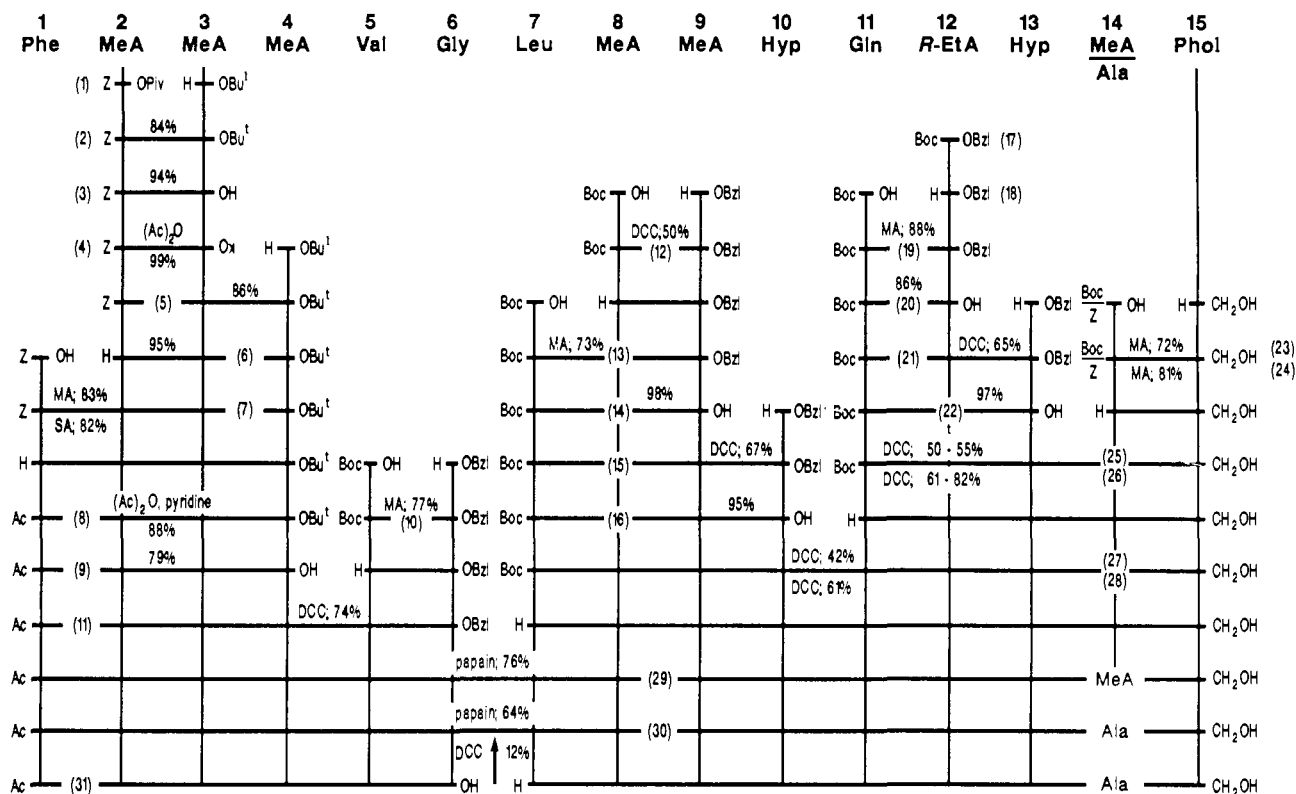 1 2 3 4 5 6 7 8 9 10 11 12 13 14 15
Phe MeA MeA MeA Val Gly Leu MeA MeA Hyp Gln R-EtA Hyp MeA Phol
Ala
(1) Z OPiv H OBu^t
(2) Z 84% OBu^t Boc OBzl (17)
(3) Z 94% OH Boc OH H OBzl Boc OH H OBzl (18)
(4) Z (Ac)2O Ox H OBu^t Boc DCC;50% OBzl Boc MA; 88% OBzl
99% (12) (19)
Z (5) 86% OBu^t Boc OH H OBzl Boc 86% OH H OBzl Boc OH H CH2OH
(20) Z
Z OH H 95% (6) OBu^t Boc MA; 73% (13) OBzl Boc (21) DCC; 65% OBzl Boc MA; 72% CH2OH (23)
Z MA; 81% (24)
MA; 83% 98% 97%
Z (7) OBu^t Boc (14) OH H OBzl Boc (22) OH H CH2OH
SA; 82%
t
H OBu^t Boc OH H OBzl Boc (15) DCC; 67% OBzl Boc DCC; 50 - 55% (25) CH2OH
DCC; 61 - 82% (26)
(Ac)2O, pyridine MA; 77% 95%
Ac (8) OBu^t Boc (10) OBzl Boc (16) OH H CH2OH
88%
79% DCC; 42% (27)
Ac (9) OH H OBzl Boc CH2OH
DCC; 61% (28)
DCC; 74%
Ac (11) OBzl H CH2OH
papain; 76%
Ac (29) MeA CH2OH
papain; 64%
Ac (30) Ala CH2OH
DCC 12%
Ac (31) OH H Ala CH2OH